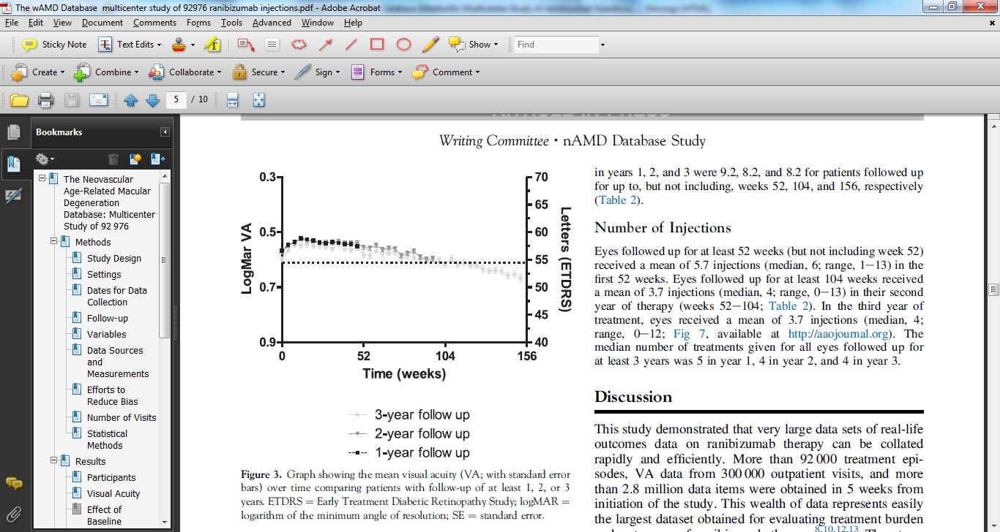 The wAMD Database  multicenter study of 92976 ranibizumab injections.pdf - Adobe Acrobat
File Edit View Document Comments Forms Tools Advanced Window Help
Sticky Note Text Edits Show Find
Create Combine Collaborate Secure Sign Forms Comment
5 / 10
Bookmarks
The Neovascular
Age-Related Macular
Degeneration
Database: Multicenter
Study of 92 976
Methods
Study Design
Settings
Dates for Data
Collection
Follow-up
Variables
Data Sources
and
Measurements
Efforts to
Reduce Bias
Number of Visits
Statistical
Methods
Results
Participants
Visual Acuity
Effect of
Baseline
Writing Committee • nAMD Database Study
0.3
0.5
0.7
0.9
LogMar VA
70
65
60
55
50
45
40
Letters (ETDRS)
0 52 104 156
Time (weeks)
3-year follow up
2-year follow up
1-year follow up
Figure 3. Graph showing the mean visual acuity (VA; with standard error
bars) over time comparing patients with follow-up of at least 1, 2, or 3
years. ETDRS = Early Treatment Diabetic Retinopathy Study; logMAR =
logarithm of the minimum angle of resolution; SE = standard error.
in years 1, 2, and 3 were 9.2, 8.2, and 8.2 for patients followed up
for up to, but not including, weeks 52, 104, and 156, respectively
(Table 2).
Number of Injections
Eyes followed up for at least 52 weeks (but not including week 52)
received a mean of 5.7 injections (median, 6; range, 1–13) in the
first 52 weeks. Eyes followed up for at least 104 weeks received
a mean of 3.7 injections (median, 4; range, 0–13) in their second
year of therapy (weeks 52–104; Table 2). In the third year of
treatment, eyes received a mean of 3.7 injections (median, 4;
range, 0–12; Fig 7, available at http://aaojournal.org). The
median number of treatments given for all eyes followed up for
at least 3 years was 5 in year 1, 4 in year 2, and 4 in year 3.
Discussion
This study demonstrated that very large data sets of real-life
outcomes data on ranibizumab therapy can be collated
rapidly and efficiently. More than 92 000 treatment epi-
sodes, VA data from 300 000 outpatient visits, and more
than 2.8 million data items were obtained in 5 weeks from
initiation of the study. This wealth of data represents easily
the largest dataset obtained for evaluating treatment burden
8,10,12,13